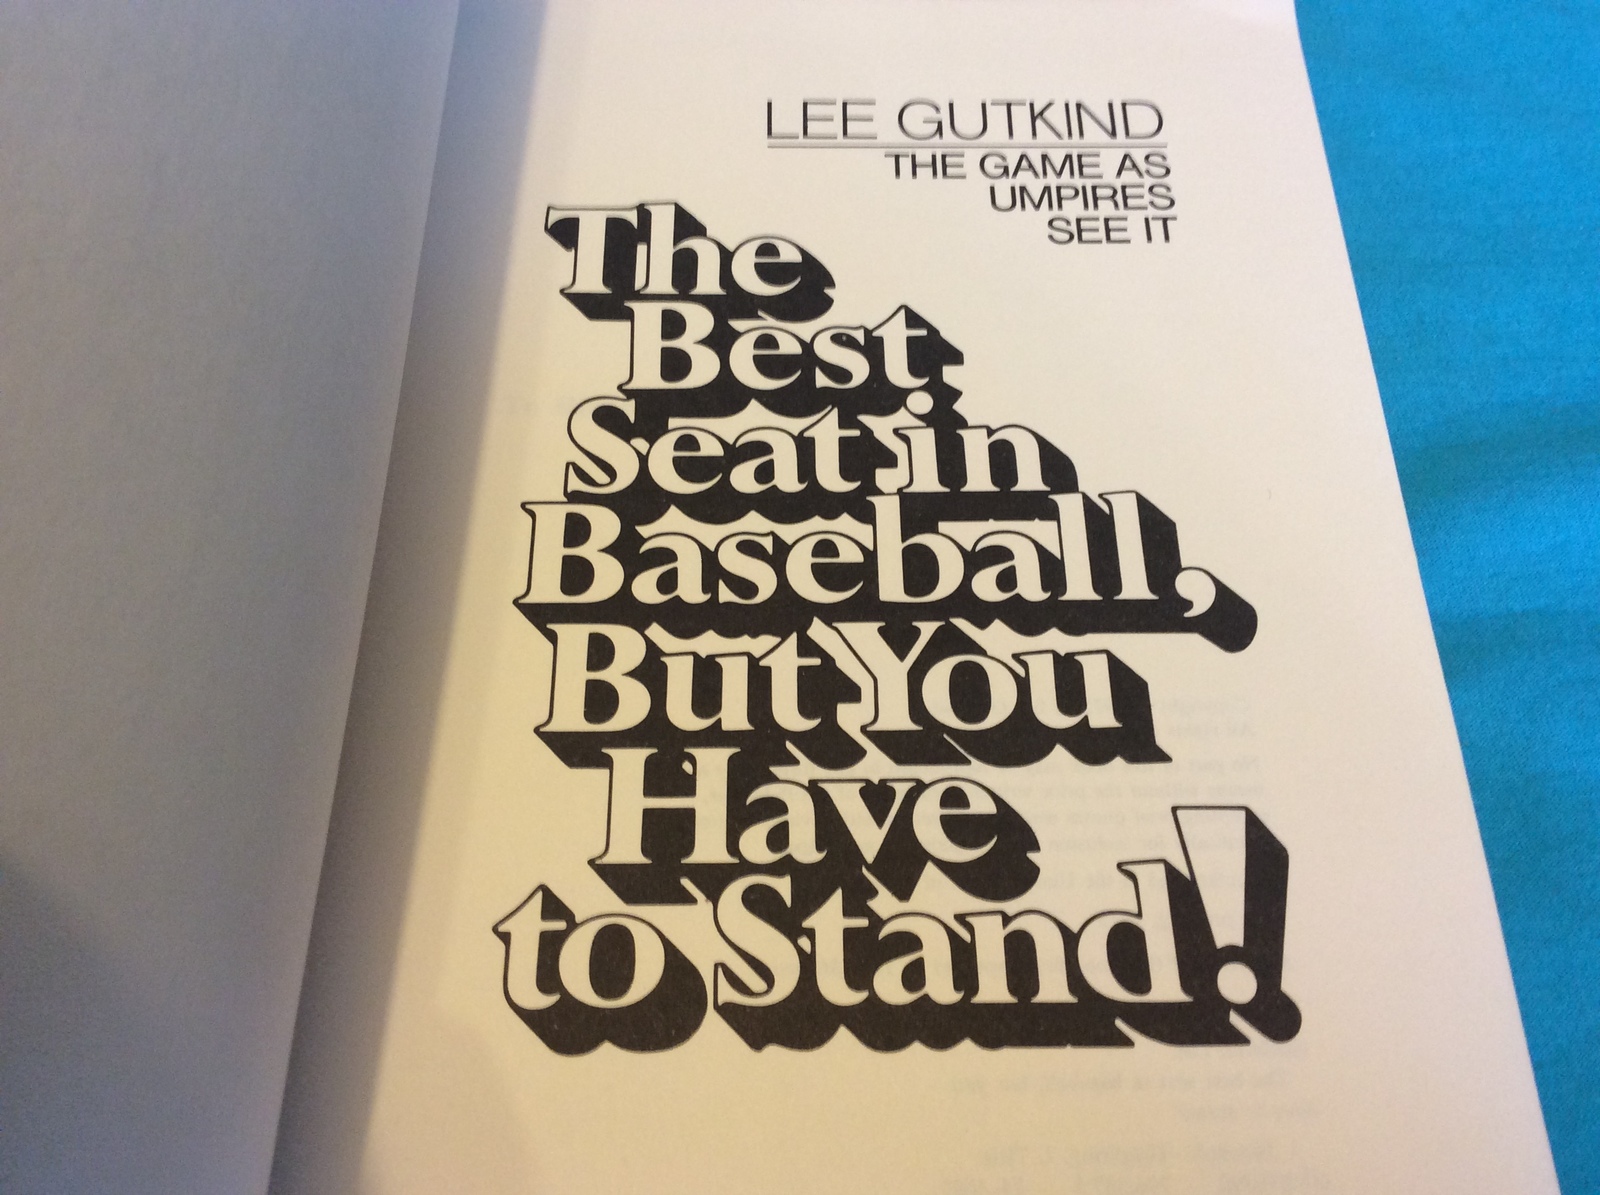 LEE GUTKIND
THE GAME AS
UMPIRES
SEE IT
The
Best
Seat in
Baseball,
But You
Have
to Stand!